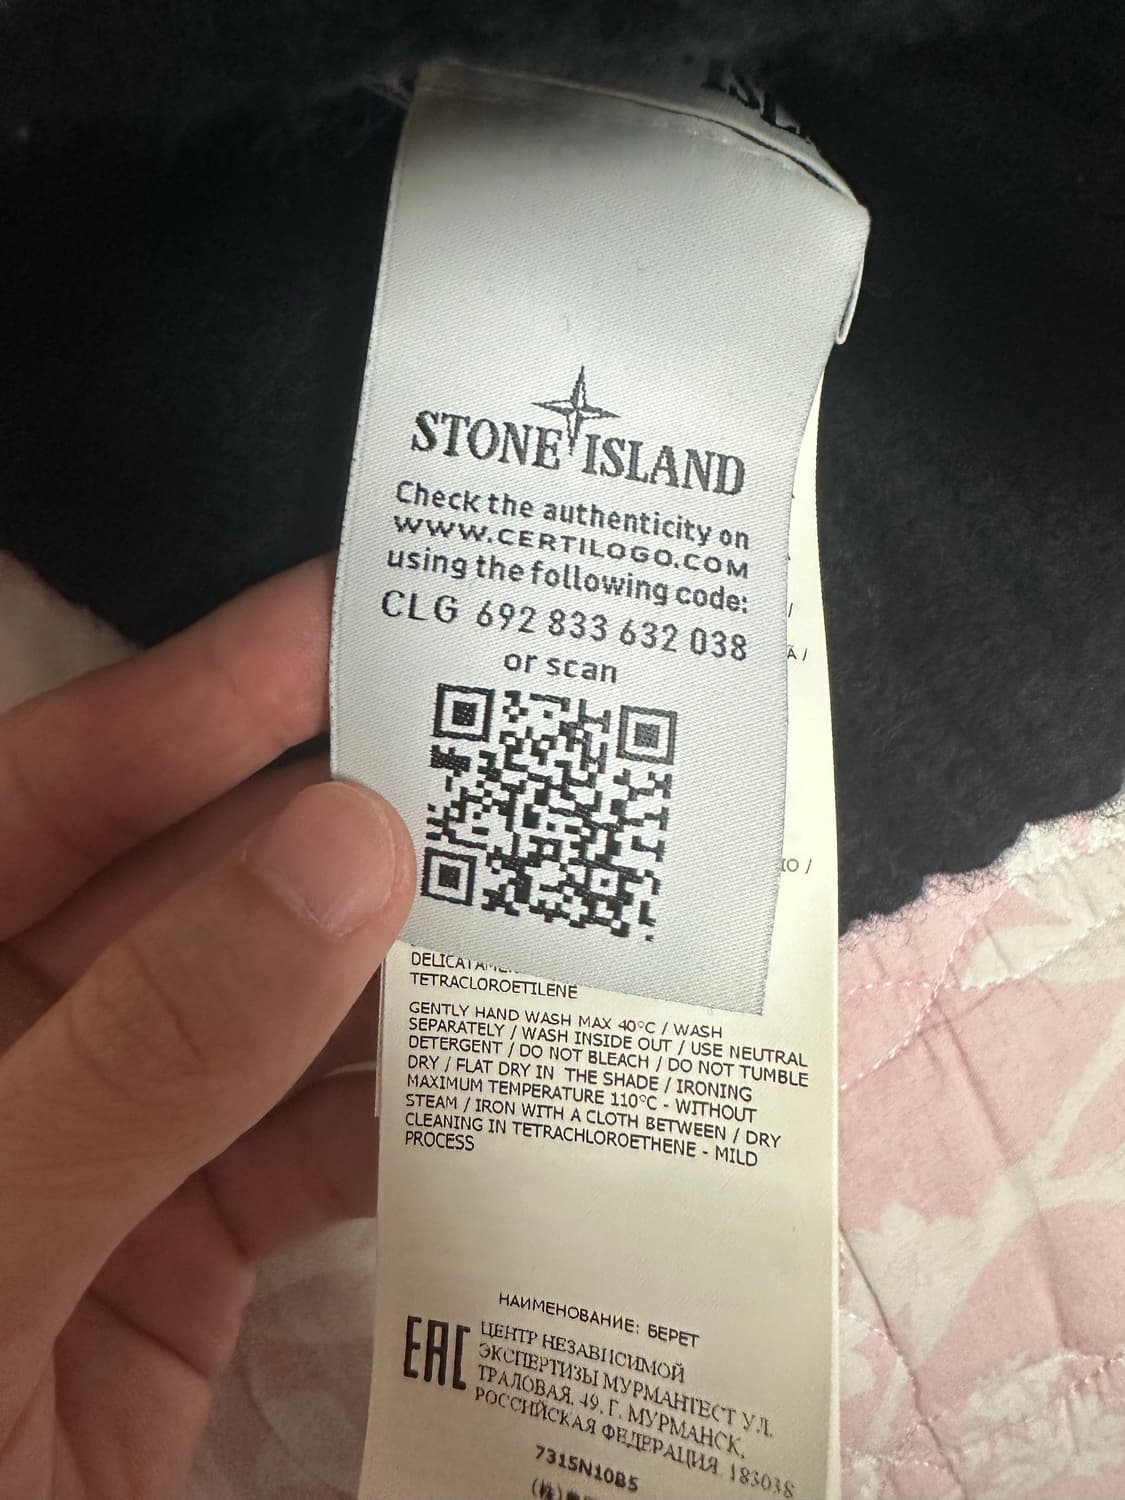 STONE ISLAND
Check the authenticity on
WWW.CERTILOGO.COM
using the following code:
CLG 692 833 632 038
or scan
TETRACLOROETILENE
GENTLY HAND WASH MAX 40°C / WASH
SEPARATELY / WASH INSIDE OUT / USE NEUTRAL
DETERGENT / DO NOT BLEACH / DO NOT TUMBLE
DRY / FLAT DRY IN THE SHADE / IRONING
MAXIMUM TEMPERATURE 110°C - WITHOUT
STEAM / IRON WITH A CLOTH BETWEEN / DRY
CLEANING IN TETRACHLOROETHENE - MILD
PROCESS
НАИМЕНОВАНИЕ: БЕРЕТ
EAC
ЦЕНТР НЕЗАВИСИМОЙ
ЭКСПЕРТИЗЫ МУРМАНТЕСТ УЛ.
ТРАЛОВАЯ, 49, Г. МУРМАНСК,
РОССИЙСКАЯ ФЕДЕРАЦИЯ 183038
7315N10B5